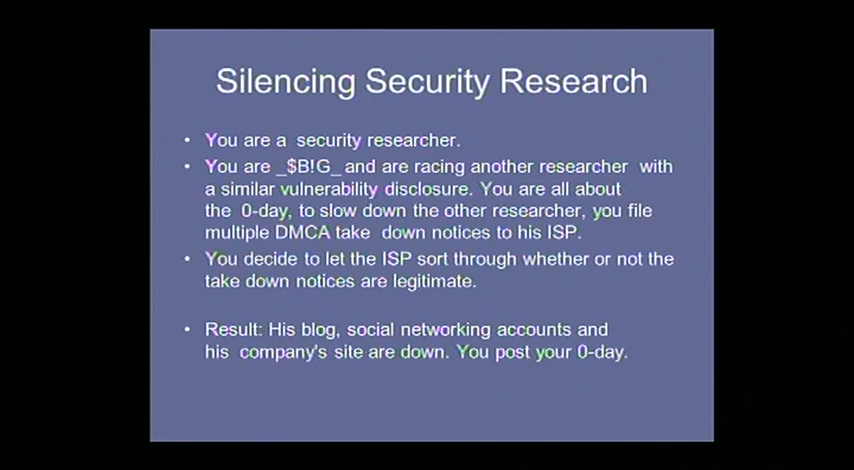 Silencing Security Research
• You are a security researcher.
• You are _$B!G_ and are racing another researcher with
a similar vulnerability disclosure. You are all about
the 0-day, to slow down the other researcher, you file
multiple DMCA take down notices to his ISP.
• You decide to let the ISP sort through whether or not the
take down notices are legitimate.
• Result: His blog, social networking accounts and
his company's site are down. You post your 0-day.